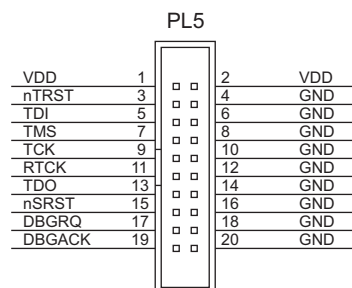 PL5
VDD 1 2 VDD
nTRST 3 4 GND
TDI 5 6 GND
TMS 7 8 GND
TCK 9 10 GND
RTCK 11 12 GND
TDO 13 14 GND
nSRST 15 16 GND
DBGRQ 17 18 GND
DBGACK 19 20 GND